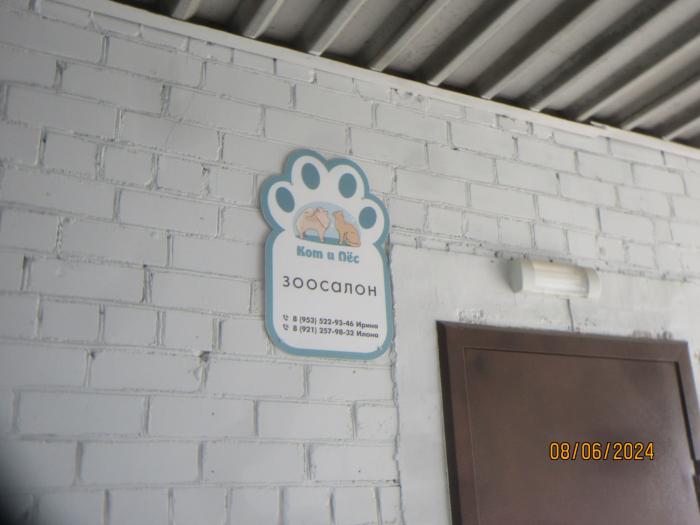 Кот и Пёс
зоосалон
8 (953) 522-93-46 Ирина
8 (921) 257-98-32 Илона
08/06/2024